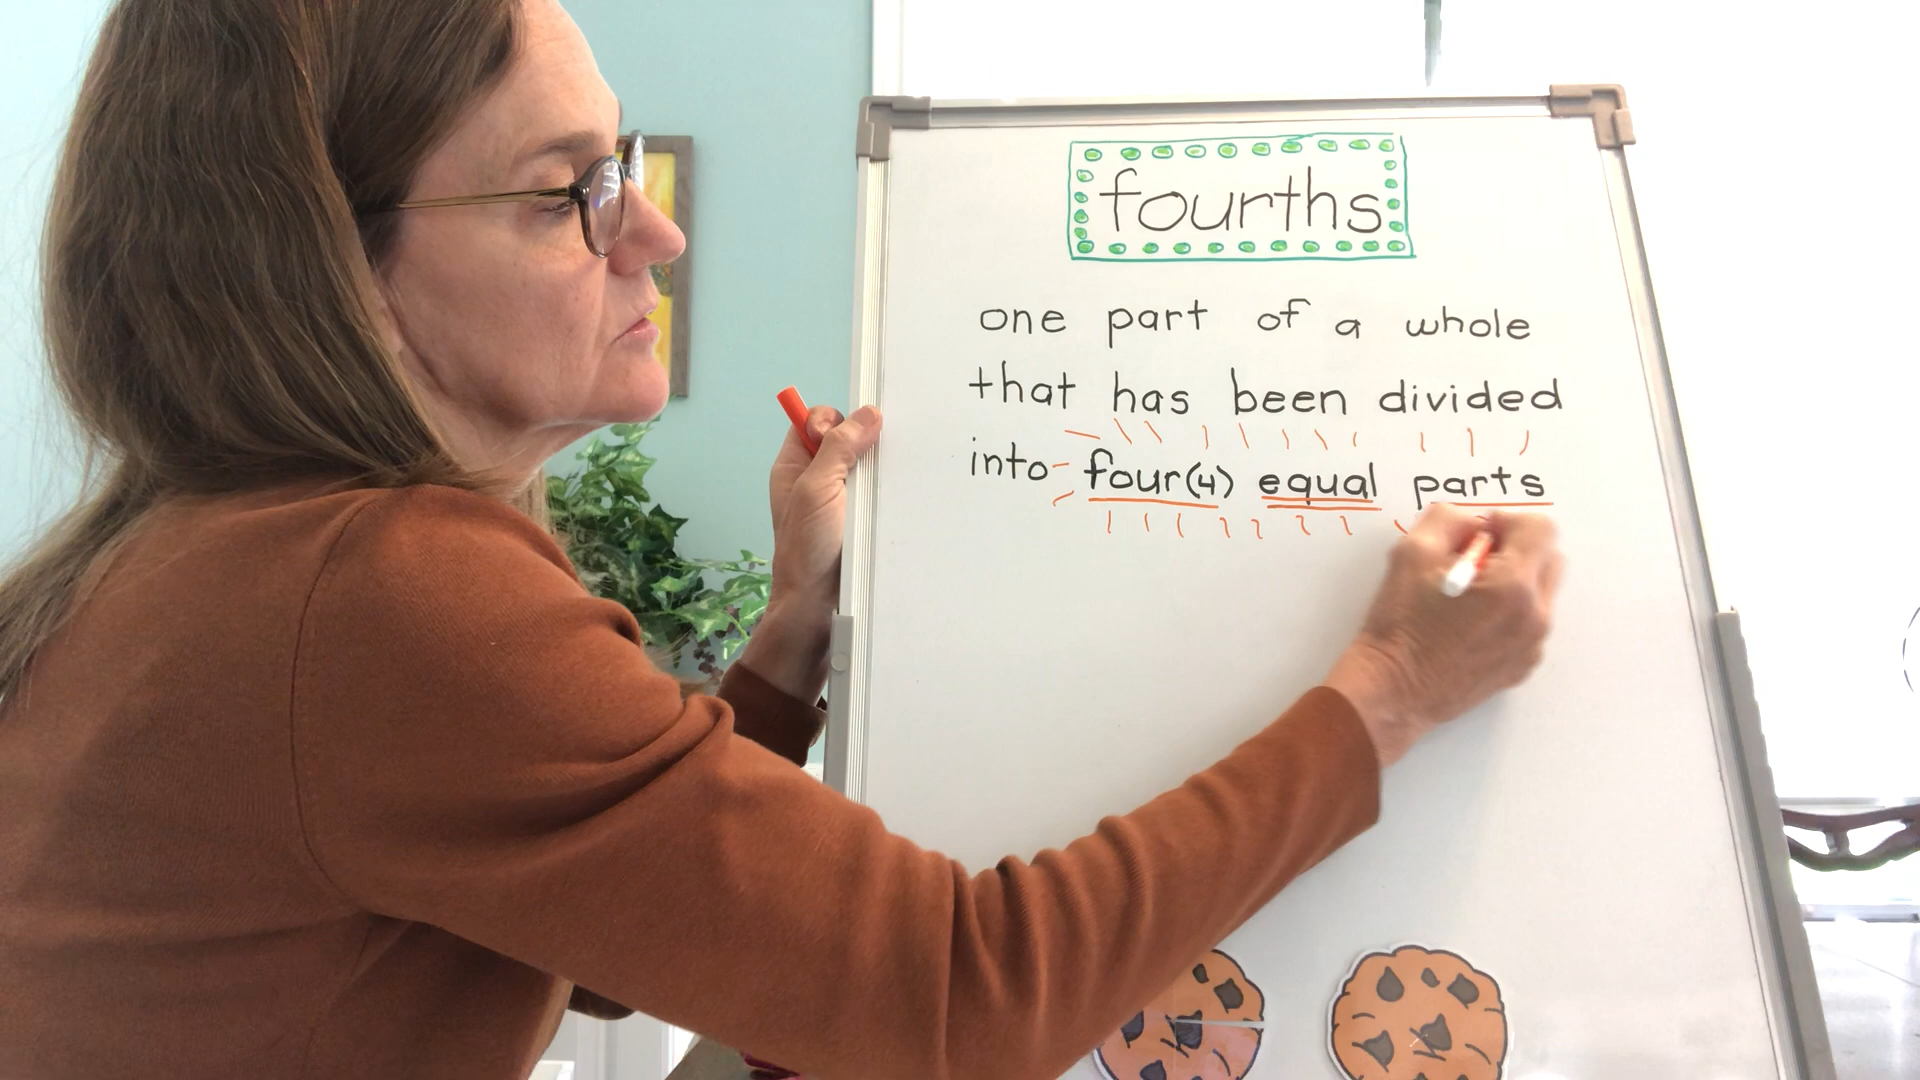 fourths
one part of a whole
that has been divided
into four(4) equal parts